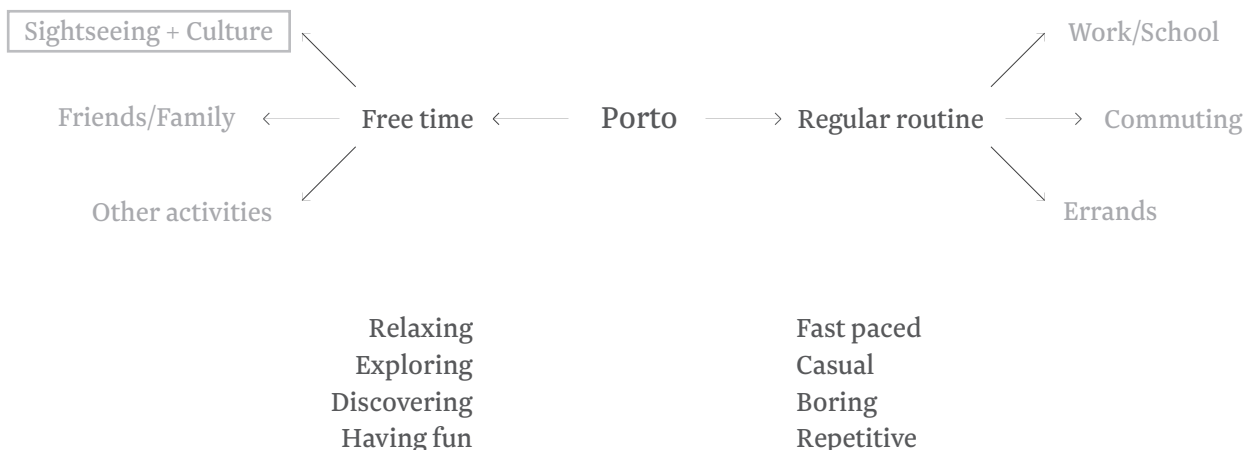 Sightseeing + Culture
Work/School
Friends/Family
Free time
Porto
Regular routine
Commuting
Other activities
Errands
Relaxing
Exploring
Discovering
Having fun
Fast paced
Casual
Boring
Repetitive